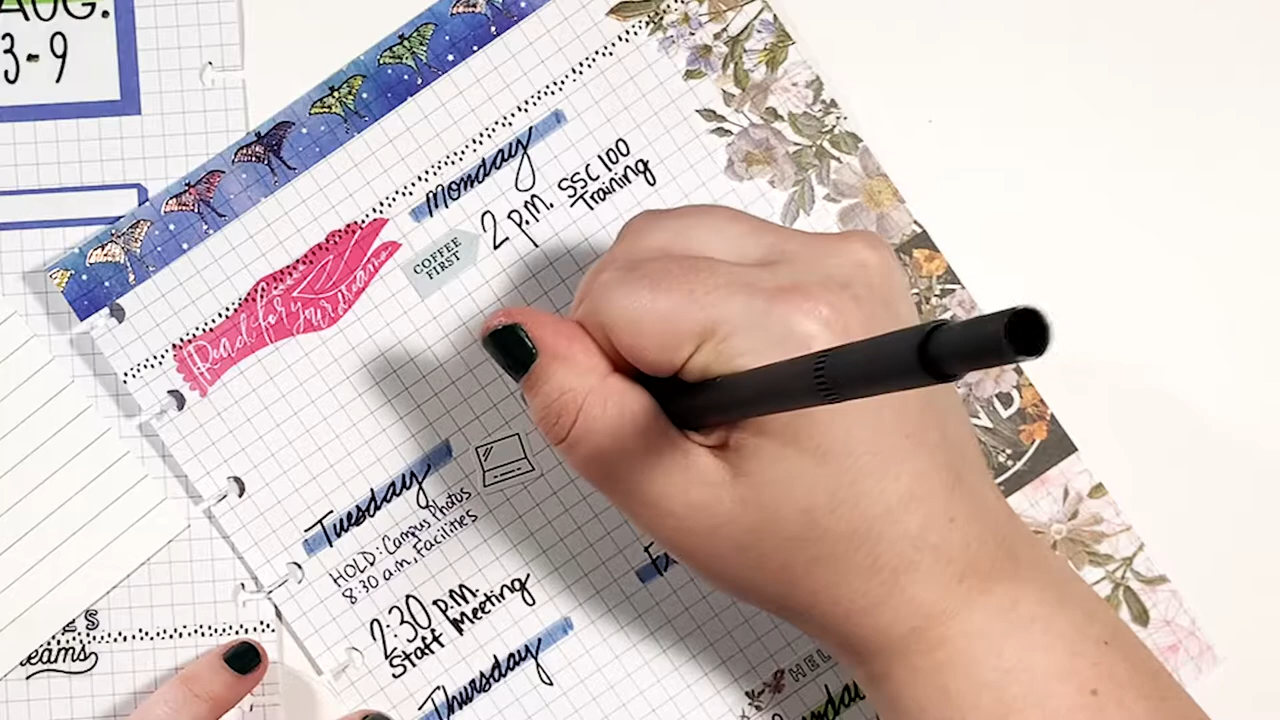 AUG.
3-9
Monday
2 p.m. SSC 100
Training
COFFEE
FIRST
Read for your dreams
Tuesday
HOLD: Campus Photos
8:30 a.m., Facilities
2:30 p.m.
Staff Meeting
Thursday